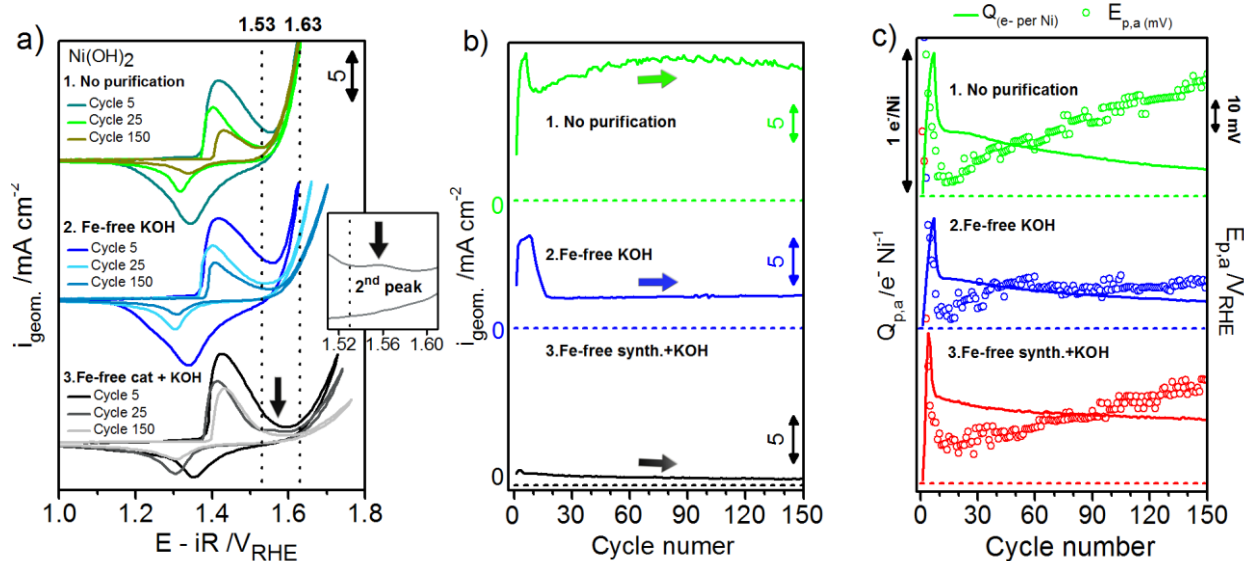 a)
1.53 1.63
Ni(OH)2
1. No purification
Cycle 5
Cycle 25
Cycle 150
5
2. Fe-free KOH
Cycle 5
Cycle 25
Cycle 150
2nd peak
1.52 1.56 1.60
3.Fe-free cat + KOH
Cycle 5
Cycle 25
Cycle 150
igeom. /mA cm-2
1.0 1.2 1.4 1.6 1.8
E - iR /VRHE
b)
5
1. No purification
0
2.Fe-free KOH
5
0
3.Fe-free synth.+KOH
5
0
igeom. /mA cm-2
0 30 60 90 120 150
Cycle numer
Q(e- per Ni) Ep,a (mV)
c)
1 e-/Ni
1. No purification
10 mV
2.Fe-free KOH
3.Fe-free synth.+KOH
Qp,a/e- Ni-1
Ep,a /VRHE
0 30 60 90 120 150
Cycle number